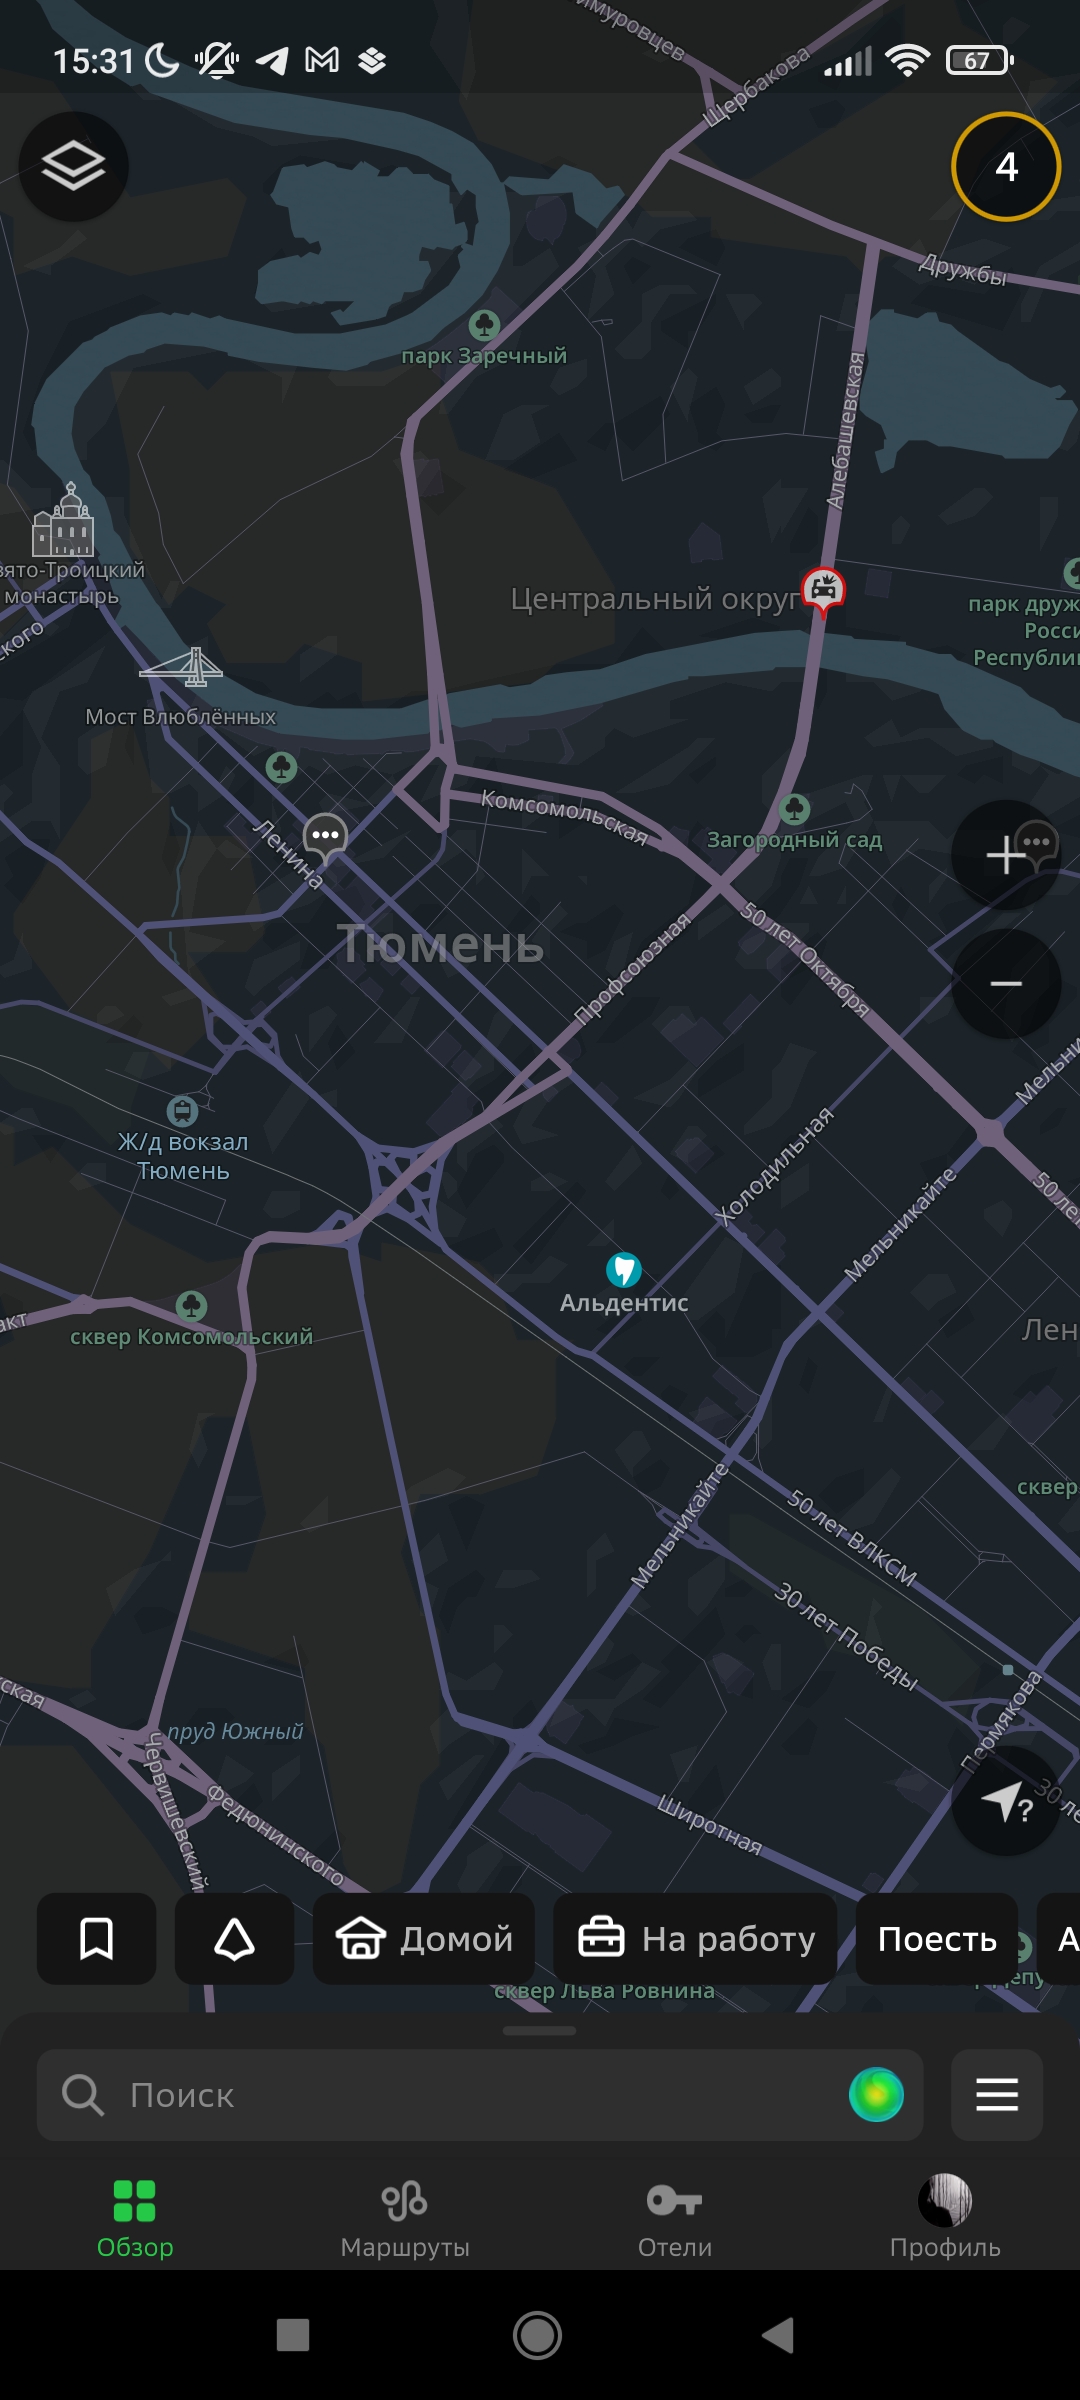 15:31
67
Щербакова
4
Дружбы
парк Заречный
Алебашевская
Центральный округ
монастырь
Мост Влюблённых
Комсомольская
Загородный сад
Ленина
50 лет Октября
Тюмень
Профсоюзная
Ж/д вокзал
Тюмень
Холодильная
Мельникайте
Альдентис
сквер Комсомольский
сквер
Мельникайте
50 лет ВЛКСМ
30 лет Победы
Пермякова
пруд Южный
Червишевский
Федюнинского
Широтная
?
Домой
На работу
Поесть
сквер Льва Ровнина
Поиск
Обзор
Маршруты
Отели
Профиль